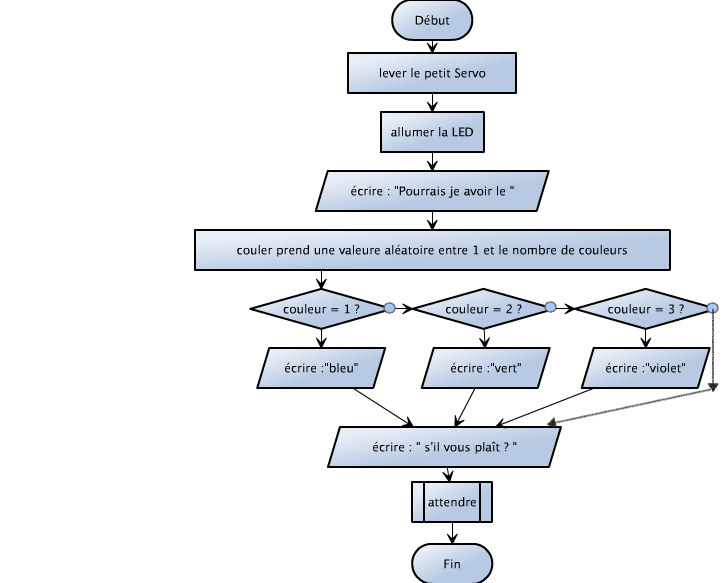 Début
lever le petit Servo
allumer la LED
écrire : "Pourrais je avoir le "
couler prend une valeure aléatoire entre 1 et le nombre de couleurs
couleur = 1 ?
couleur = 2 ?
couleur = 3 ?
écrire :"bleu"
écrire :"vert"
écrire :"violet"
écrire : " s'il vous plaît ? "
attendre
Fin